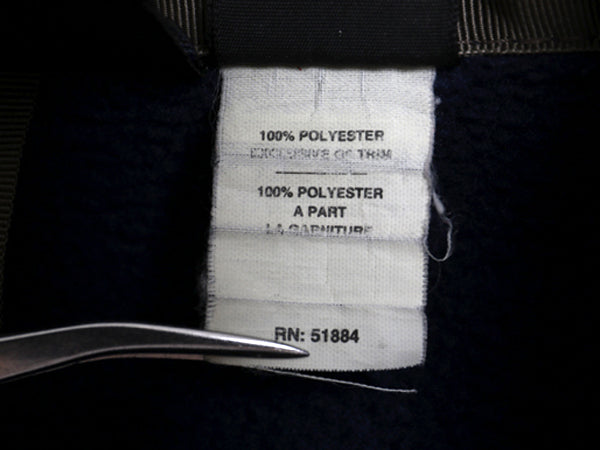 100% POLYESTER
EXCLUSIVE OF TRIM
100% POLYESTER
A PART
LA GARNITURE
RN: 51884